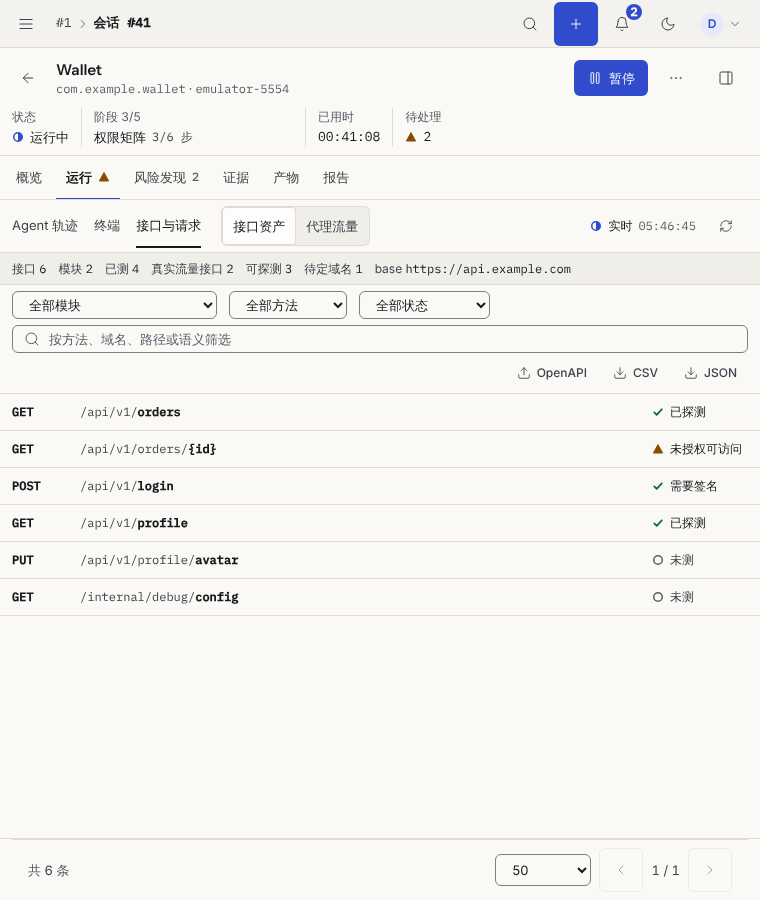 #1 会话 #41 2 D
Wallet
com.example.wallet · emulator-5554
暂停
状态 阶段 3/5 已用时 待处理
运行中 权限矩阵 3/6 步 00:41:08 2
概览 运行 风险发现 2 证据 产物 报告
Agent 轨迹 终端 接口与请求 接口资产 代理流量 实时 05:46:45
接口 6 模块 2 已测 4 真实流量接口 2 可探测 3 待定域名 1 base https://api.example.com
全部模块 全部方法 全部状态
按方法、域名、路径或语义筛选
OpenAPI CSV JSON
GET /api/v1/orders 已探测
GET /api/v1/orders/{id} 未授权可访问
POST /api/v1/login 需要签名
GET /api/v1/profile 已探测
PUT /api/v1/profile/avatar 未测
GET /internal/debug/config 未测
共 6 条 50 1 / 1